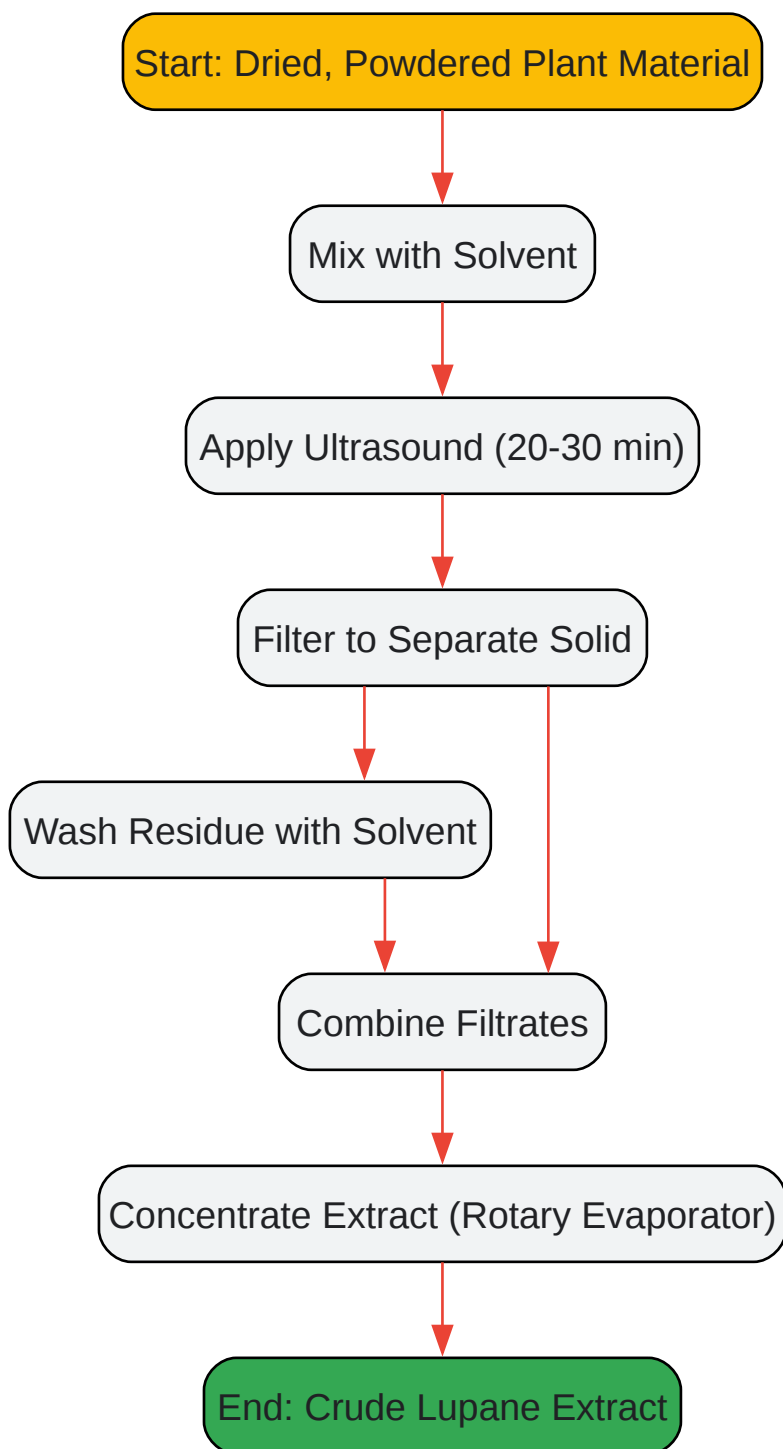 Start: Dried, Powdered Plant Material
Mix with Solvent
Apply Ultrasound (20-30 min)
Filter to Separate Solid
Wash Residue with Solvent
Combine Filtrates
Concentrate Extract (Rotary Evaporator)
End: Crude Lupane Extract